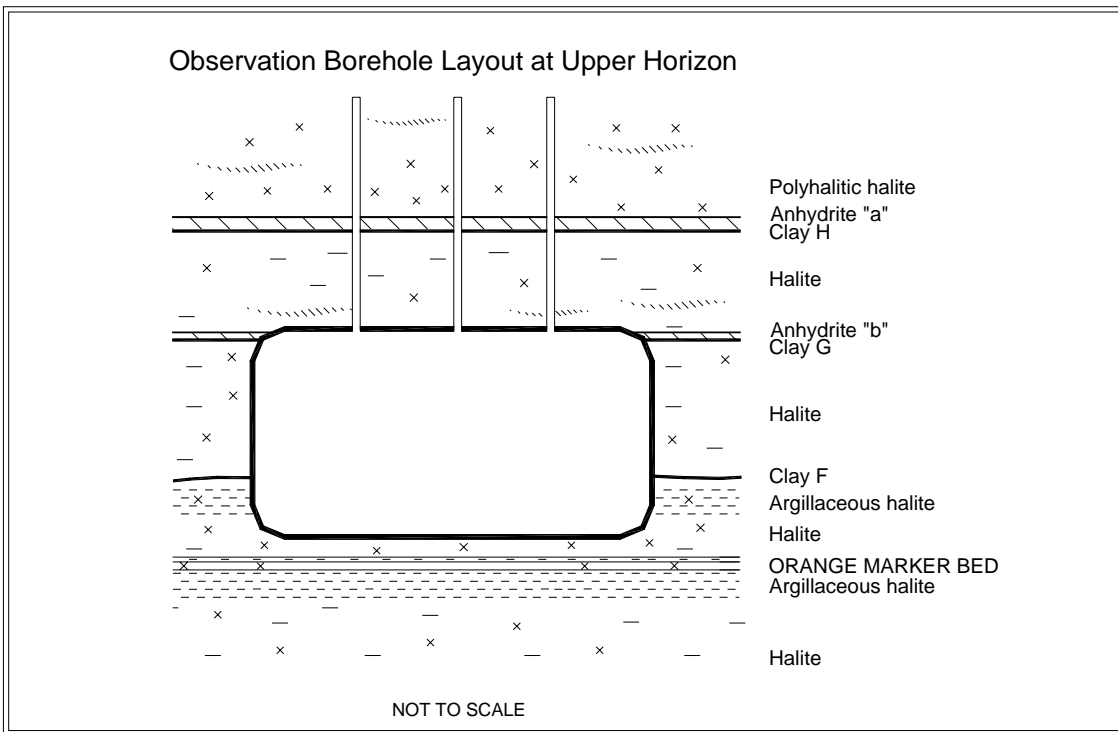 Observation Borehole Layout at Upper Horizon
Polyhalitic halite
Anhydrite "a"
Clay H
Halite
Anhydrite "b"
Clay G
Halite
Clay F
Argillaceous halite
Halite
ORANGE MARKER BED
Argillaceous halite
Halite
NOT TO SCALE